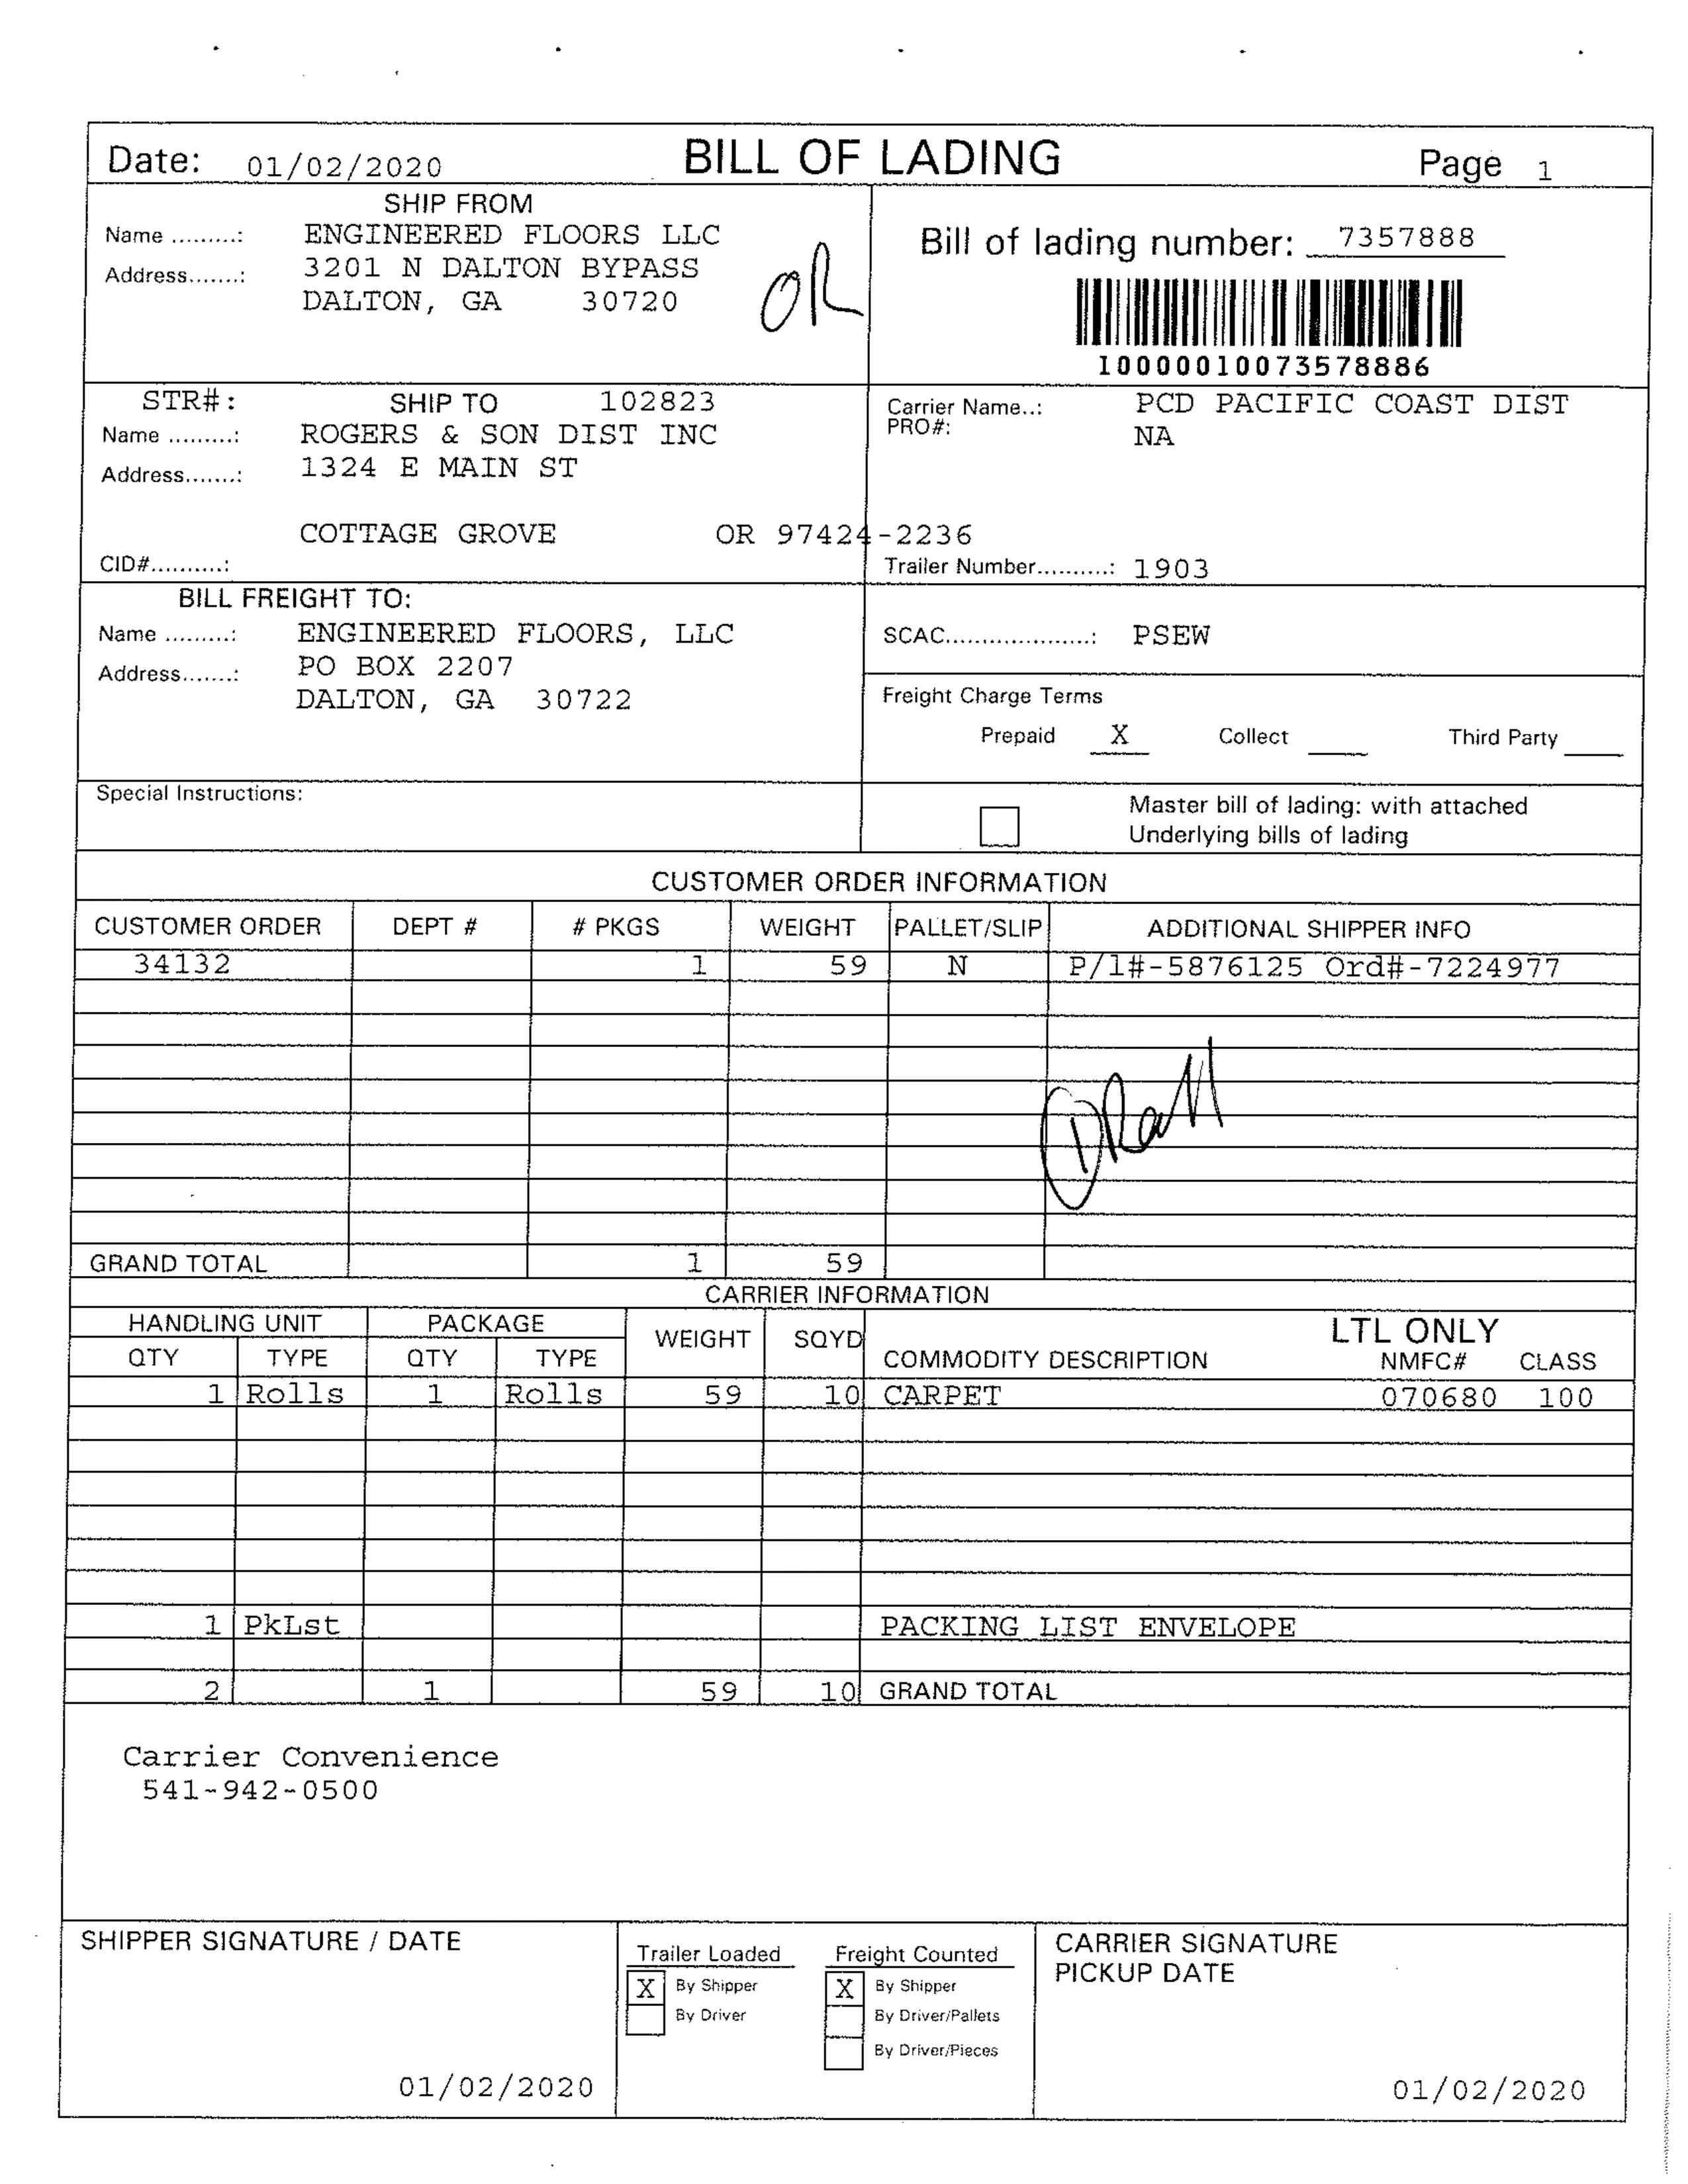 Date: 01/02/2020 BILL OF LADING Page 1
SHIP FROM
Name .........: ENGINEERED FLOORS LLC
Address.......: 3201 N DALTON BYPASS
DALTON, GA 30720
OR
Bill of lading number: 7357888
10000010073578886
STR#: SHIP TO 102823
Name .........: ROGERS & SON DIST INC
Address.......: 1324 E MAIN ST
COTTAGE GROVE OR 97424-2236
CID#..........:
Carrier Name..: PCD PACIFIC COAST DIST
PRO#: NA
Trailer Number..........: 1903
BILL FREIGHT TO:
Name .........: ENGINEERED FLOORS, LLC
Address.......: PO BOX 2207
DALTON, GA 30722
SCAC....................: PSEW
Freight Charge Terms
Prepaid X Collect ____ Third Party ____
Special Instructions:
Master bill of lading: with attached
Underlying bills of lading
CUSTOMER ORDER INFORMATION
CUSTOMER ORDER DEPT # # PKGS WEIGHT PALLET/SLIP ADDITIONAL SHIPPER INFO
34132 1 59 N P/l#-5876125 Ord#-7224977
GRAND TOTAL 1 59
CARRIER INFORMATION
HANDLING UNIT PACKAGE WEIGHT SQYD LTL ONLY
QTY TYPE QTY TYPE COMMODITY DESCRIPTION NMFC# CLASS
1 Rolls 1 Rolls 59 10 CARPET 070680 100
1 PkLst PACKING LIST ENVELOPE
2 1 59 10 GRAND TOTAL
Carrier Convenience
541-942-0500
SHIPPER SIGNATURE / DATE
01/02/2020
Trailer Loaded
X By Shipper
By Driver
Freight Counted
X By Shipper
By Driver/Pallets
By Driver/Pieces
CARRIER SIGNATURE
PICKUP DATE
01/02/2020